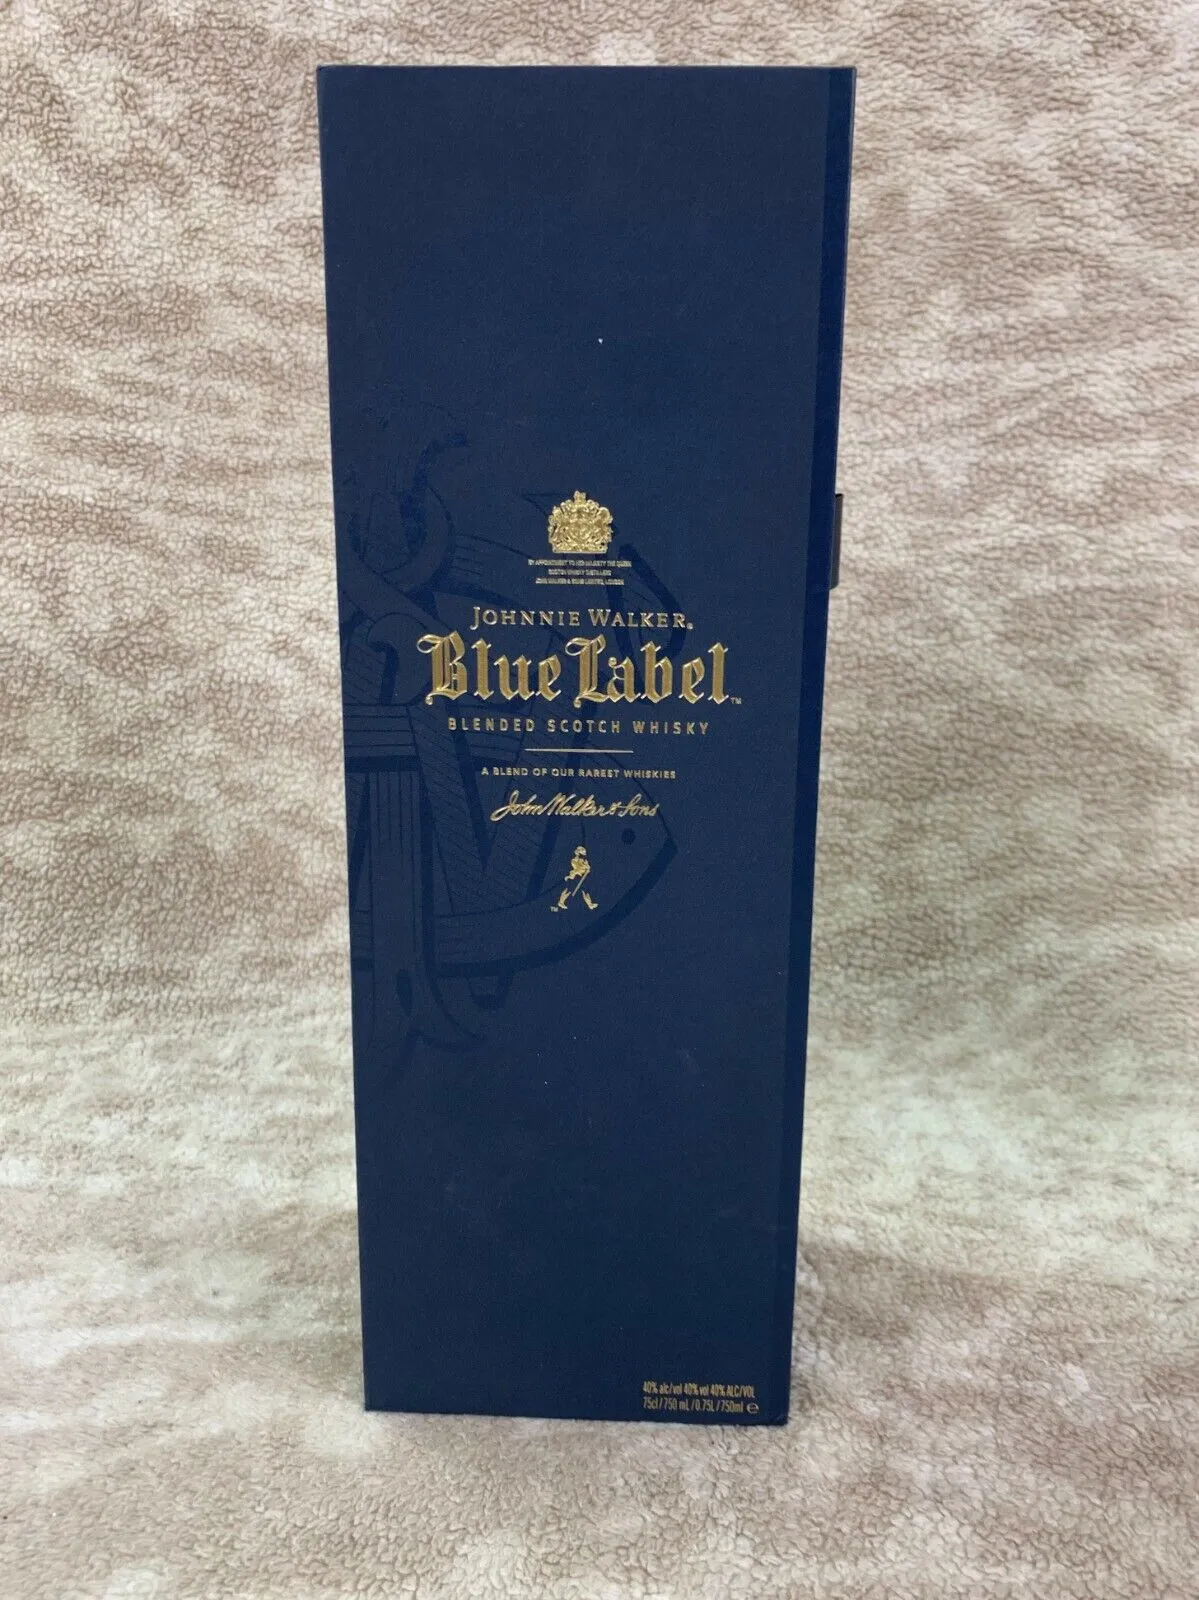 BY APPOINTMENT TO HER MAJESTY THE QUEEN
SCOTCH WHISKY DISTILLERS
JOHN WALKER & SONS LIMITED, LONDON
JOHNNIE WALKER®
Blue Label™
BLENDED SCOTCH WHISKY
A BLEND OF OUR RAREST WHISKIES
John Walker & Sons
™
40% alc/vol 40% vol 40% ALC/VOL
75cl/750 mL/0.75L/750ml ℮